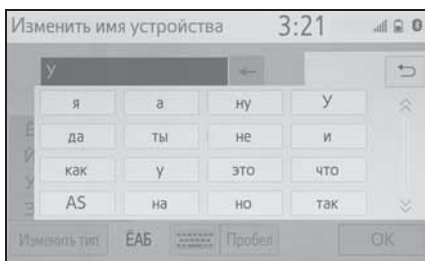 Изменить имя устройства 3:21
У
я а ну У
да ты не и
как у это что
AS на но так
Изменить тип ЁАБ Пробел OK